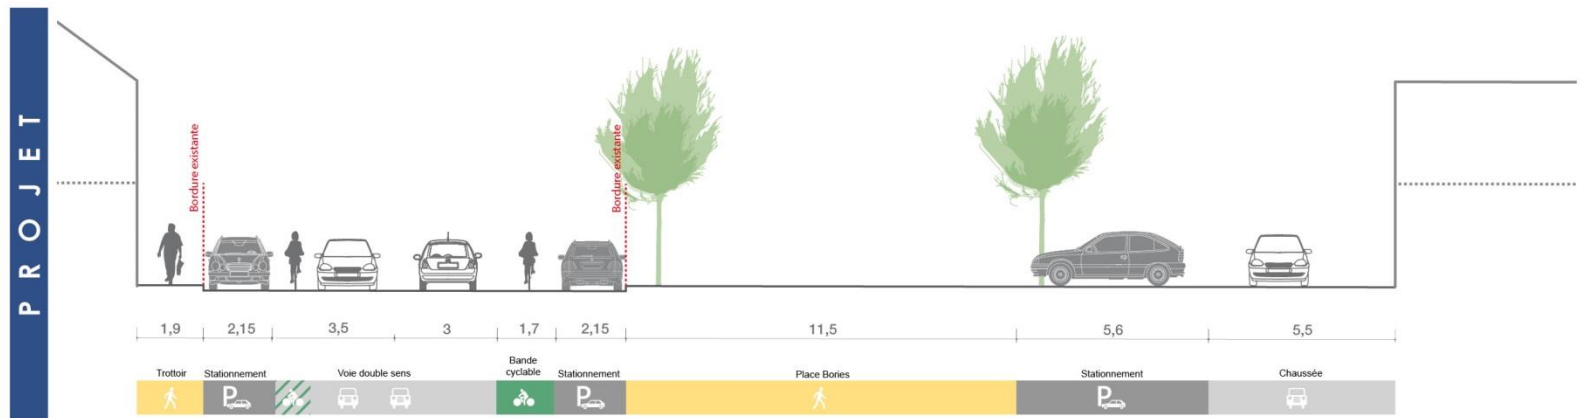 PROJET
Bordure existante
Bordure existante
1,9
2,15
3,5
3
1,7
2,15
11,5
5,6
5,5
Trottoir
Stationnement
Voie double sens
Bande
cyclable
Stationnement
Place Bories
Stationnement
Chaussée
P
P
P